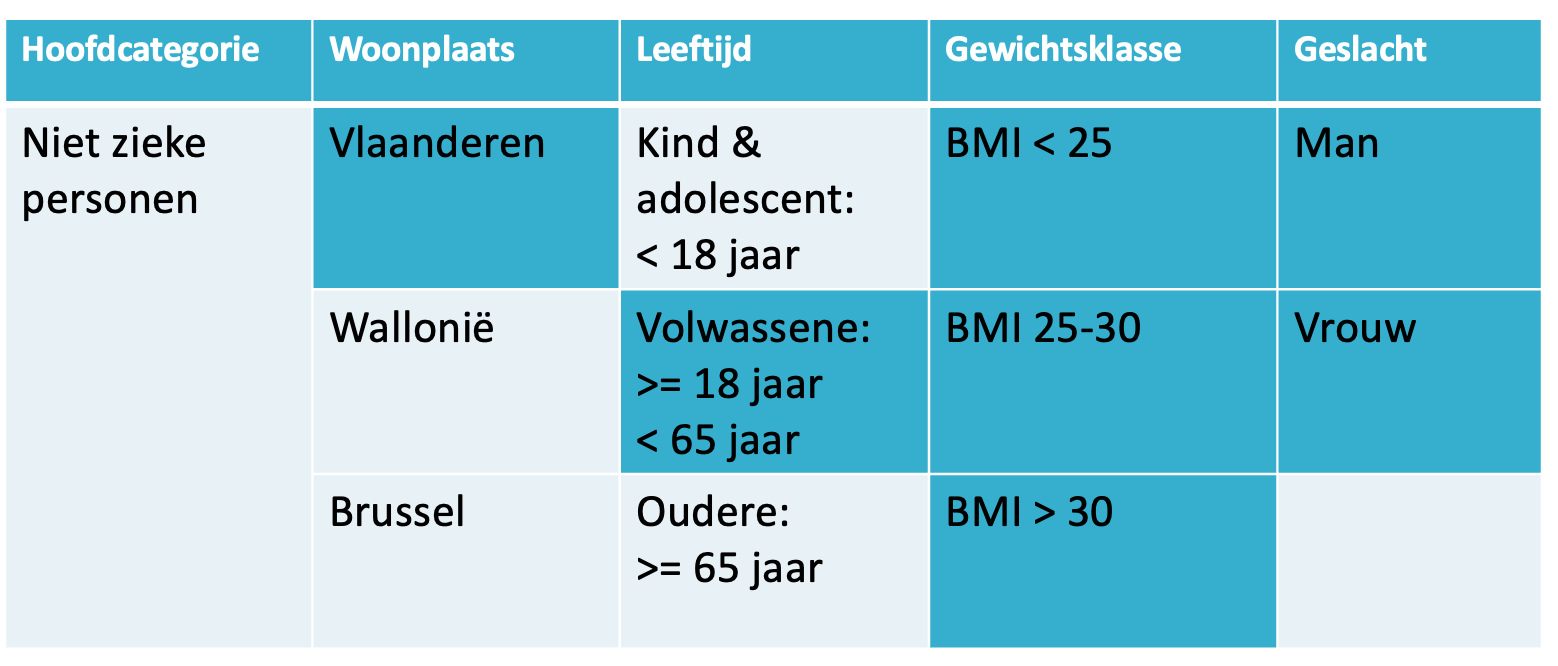 Hoofdcategorie Woonplaats Leeftijd Gewichtsklasse Geslacht
Niet zieke
personen
Vlaanderen
Kind &
adolescent:
< 18 jaar
BMI < 25
Man
Wallonië
Volwassene:
>= 18 jaar
< 65 jaar
BMI 25-30
Vrouw
Brussel
Oudere:
>= 65 jaar
BMI > 30